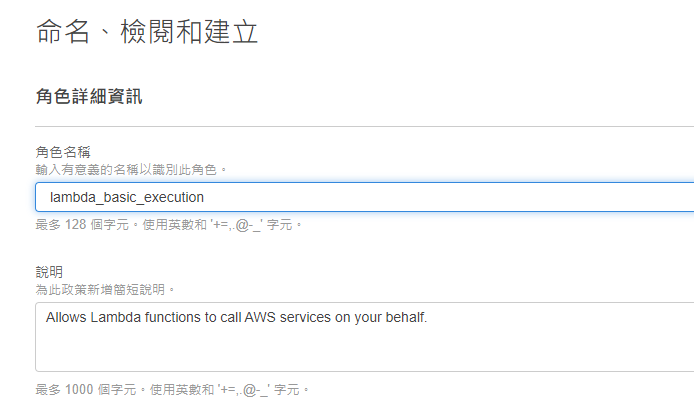 命名、檢閱和建立
角色詳細資訊
角色名稱
輸入有意義的名稱以識別此角色。
lambda_basic_execution
最多 128 個字元。使用英數和 '+=,.@-_' 字元。
說明
為此政策新增簡短說明。
Allows Lambda functions to call AWS services on your behalf.
最多 1000 個字元。使用英數和 '+=,.@-_' 字元。